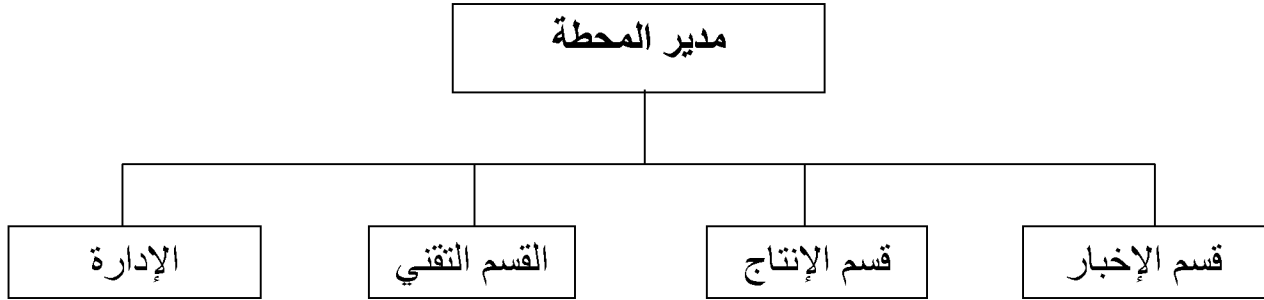 مدير المحطة
قسم الإخبار
قسم الإنتاج
القسم التقني
الإدارة